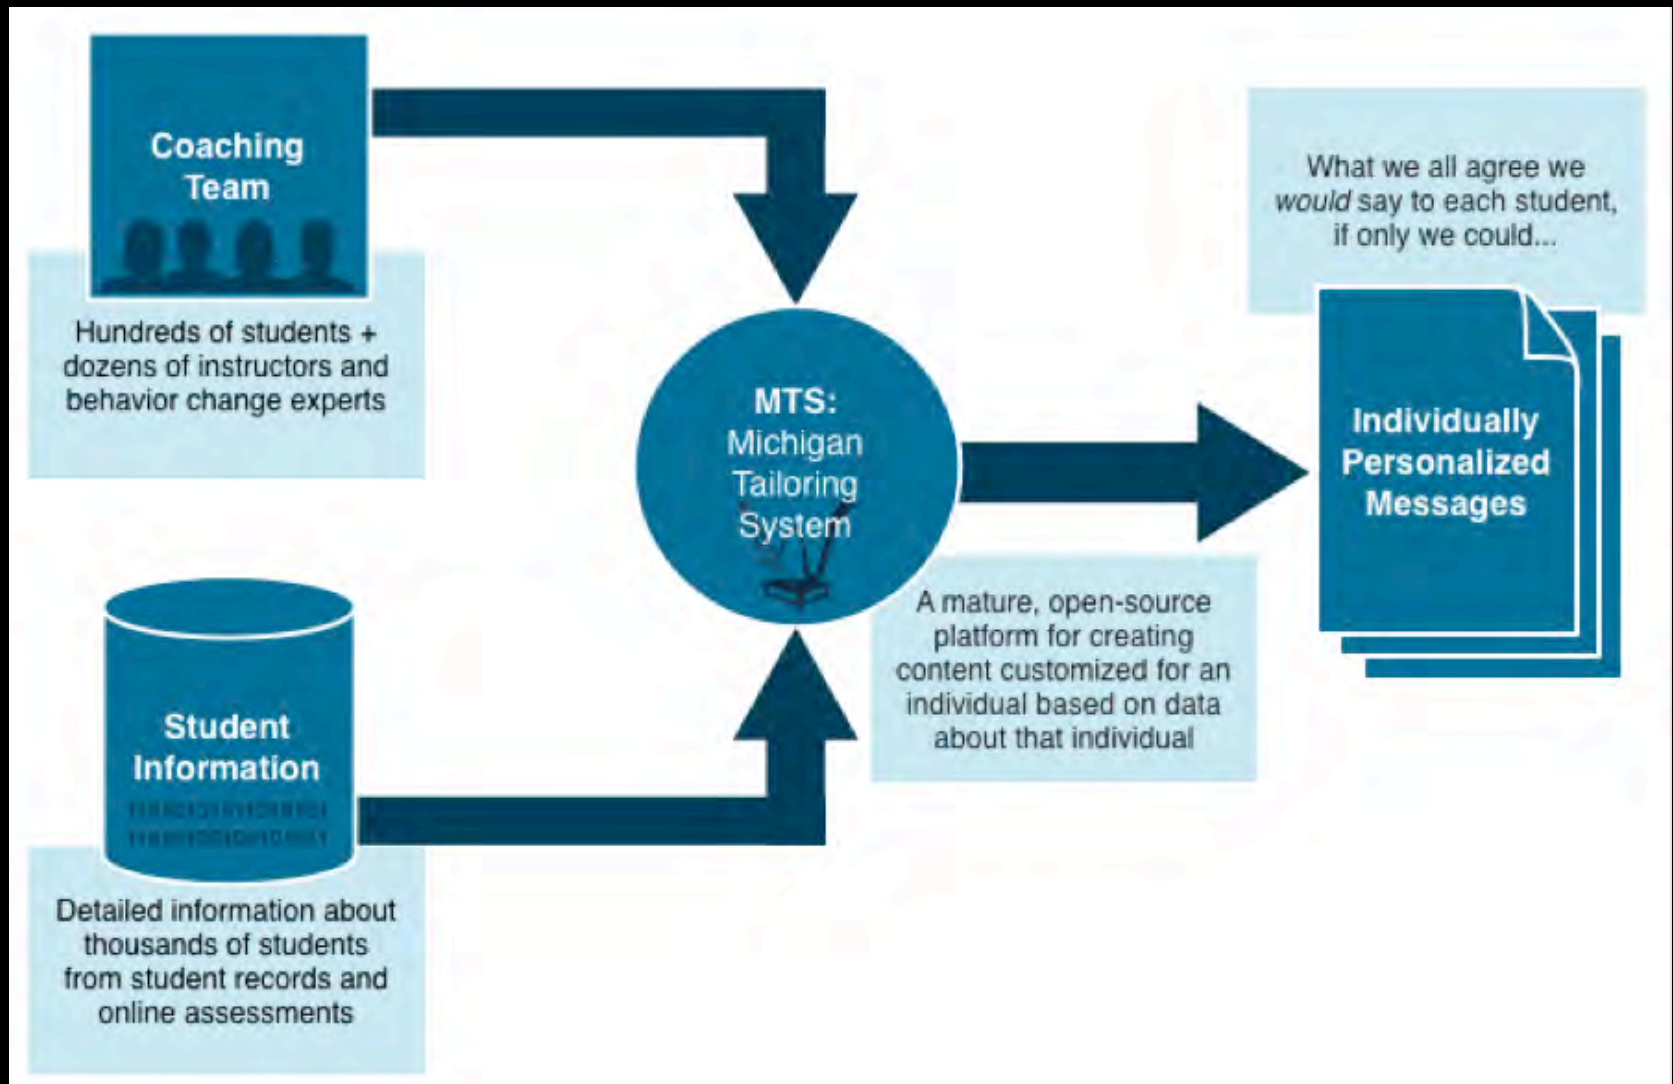 Coaching
Team
Hundreds of students +
dozens of instructors and
behavior change experts
MTS:
Michigan
Tailoring
System
A mature, open-source
platform for creating
content customized for an
individual based on data
about that individual
What we all agree we
would say to each student,
if only we could...
Individually
Personalized
Messages
Student
Information
Detailed information about
thousands of students
from student records and
online assessments